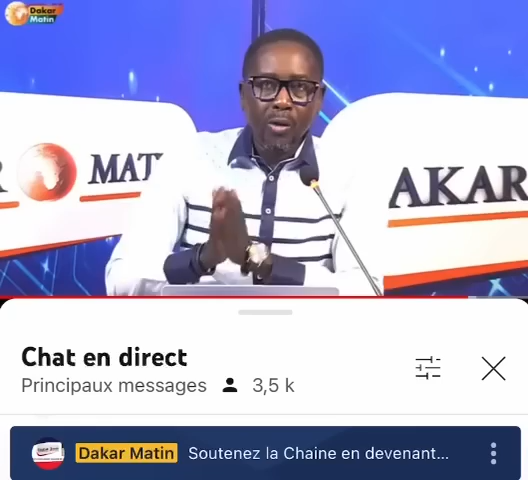 Dakar
Matin
R MAT
AKAR
Chat en direct
Principaux messages 3,5 k
Dakar Matin Soutenez la Chaine en devenant...